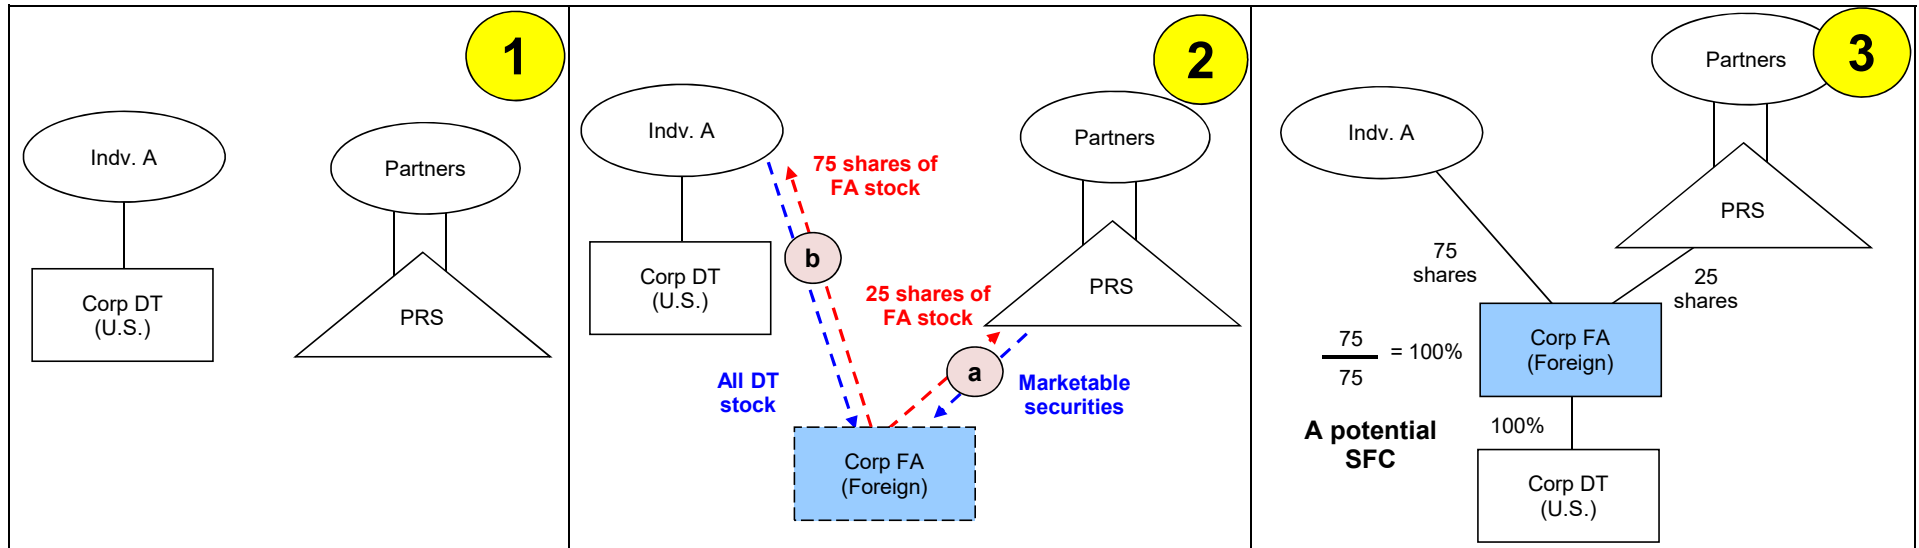 1
Indv. A
Partners
Corp DT
(U.S.)
PRS
2
Indv. A
Partners
75 shares of
FA stock
b
Corp DT
(U.S.)
25 shares of
FA stock
PRS
a
All DT
stock
Marketable
securities
Corp FA
(Foreign)
3
Partners
Indv. A
PRS
75
shares
25
shares
75
75
= 100%
Corp FA
(Foreign)
A potential
SFC
100%
Corp DT
(U.S.)